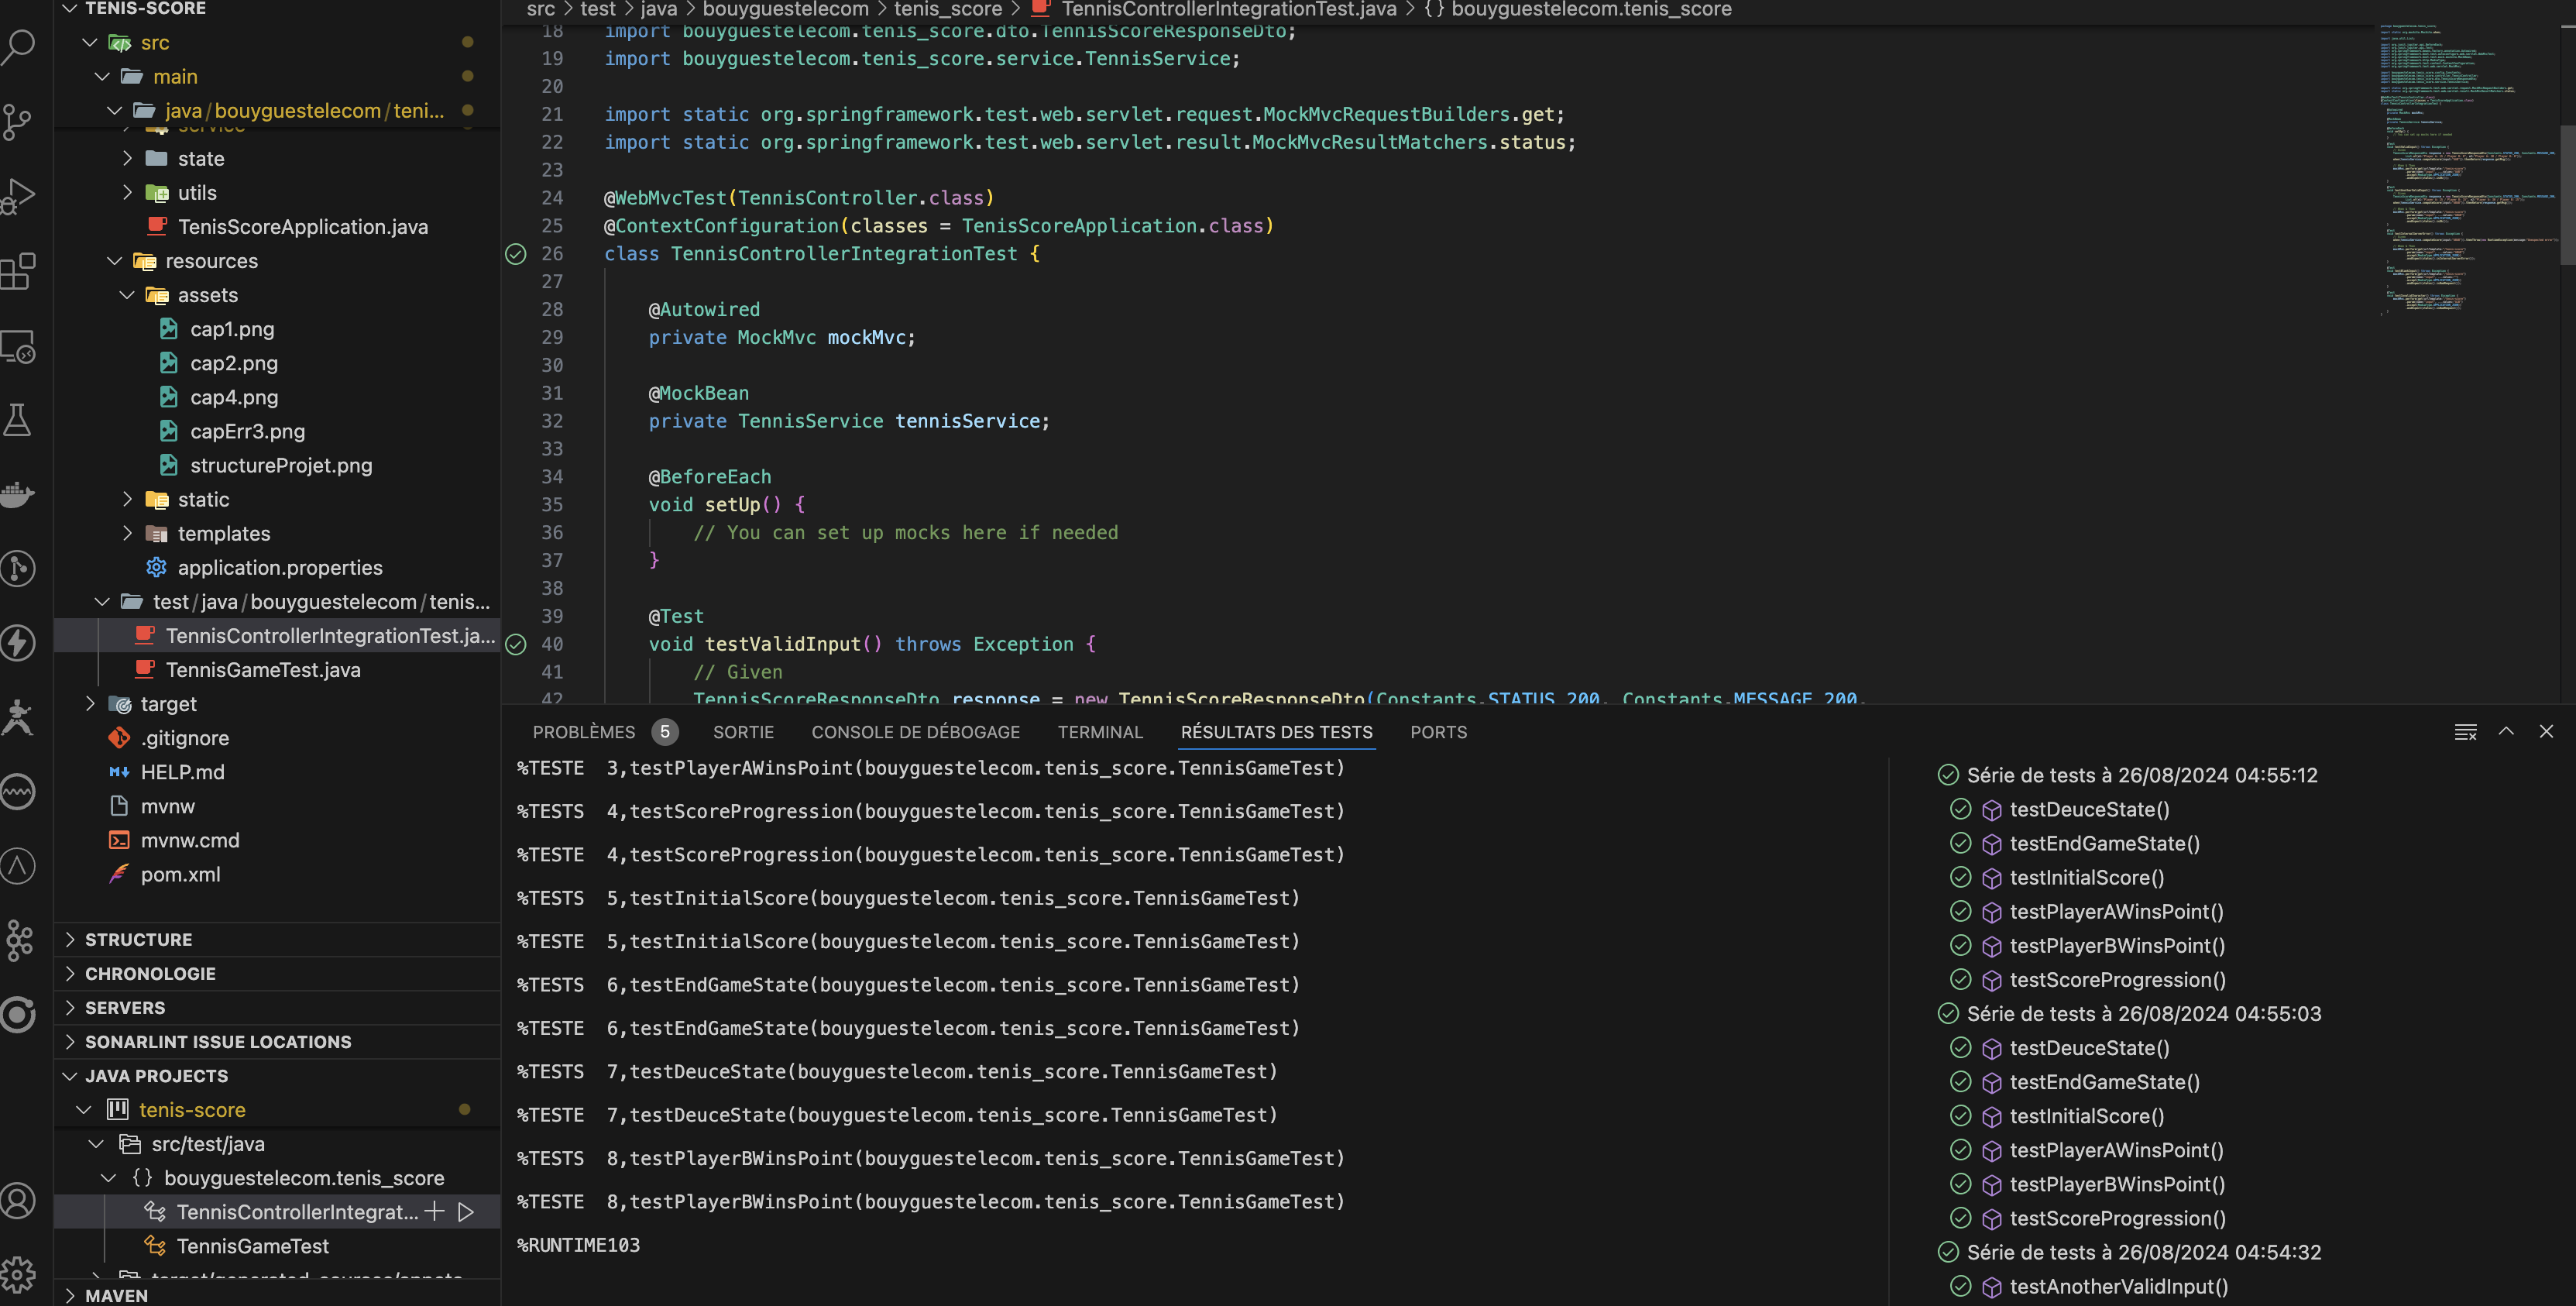 TENIS-SCORE
src
main
java/bouyguestelecom/teni...
service
state
utils
TenisScoreApplication.java
resources
assets
cap1.png
cap2.png
cap4.png
capErr3.png
structureProjet.png
static
templates
application.properties
test/java/bouyguestelecom/tenis...
TennisControllerIntegrationTest.ja...
TennisGameTest.java
target
.gitignore
HELP.md
mvnw
mvnw.cmd
pom.xml
STRUCTURE
CHRONOLOGIE
SERVERS
SONARLINT ISSUE LOCATIONS
JAVA PROJECTS
tenis-score
src/test/java
bouyguestelecom.tenis_score
TennisControllerIntegrat...
TennisGameTest
MAVEN
src > test > java > bouyguestelecom > tenis_score > TennisControllerIntegrationTest.java > {} bouyguestelecom.tenis_score
18 import bouyguestelecom.tenis_score.dto.TennisScoreResponseDto;
19 import bouyguestelecom.tenis_score.service.TennisService;
20
21 import static org.springframework.test.web.servlet.request.MockMvcRequestBuilders.get;
22 import static org.springframework.test.web.servlet.result.MockMvcResultMatchers.status;
23
24 @WebMvcTest(TennisController.class)
25 @ContextConfiguration(classes = TenisScoreApplication.class)
26 class TennisControllerIntegrationTest {
27
28 @Autowired
29 private MockMvc mockMvc;
30
31 @MockBean
32 private TennisService tennisService;
33
34 @BeforeEach
35 void setUp() {
36 // You can set up mocks here if needed
37 }
38
39 @Test
40 void testValidInput() throws Exception {
41 // Given
42 TennisScoreResponseDto response = new TennisScoreResponseDto(Constants.STATUS_200, Constants.MESSAGE_200,
PROBLÈMES 5 SORTIE CONSOLE DE DÉBOGAGE TERMINAL RÉSULTATS DES TESTS PORTS
%TESTE 3,testPlayerAWinsPoint(bouyguestelecom.tenis_score.TennisGameTest)
%TESTS 4,testScoreProgression(bouyguestelecom.tenis_score.TennisGameTest)
%TESTE 4,testScoreProgression(bouyguestelecom.tenis_score.TennisGameTest)
%TESTS 5,testInitialScore(bouyguestelecom.tenis_score.TennisGameTest)
%TESTE 5,testInitialScore(bouyguestelecom.tenis_score.TennisGameTest)
%TESTS 6,testEndGameState(bouyguestelecom.tenis_score.TennisGameTest)
%TESTE 6,testEndGameState(bouyguestelecom.tenis_score.TennisGameTest)
%TESTS 7,testDeuceState(bouyguestelecom.tenis_score.TennisGameTest)
%TESTE 7,testDeuceState(bouyguestelecom.tenis_score.TennisGameTest)
%TESTS 8,testPlayerBWinsPoint(bouyguestelecom.tenis_score.TennisGameTest)
%TESTE 8,testPlayerBWinsPoint(bouyguestelecom.tenis_score.TennisGameTest)
%RUNTIME103
Série de tests à 26/08/2024 04:55:12
testDeuceState()
testEndGameState()
testInitialScore()
testPlayerAWinsPoint()
testPlayerBWinsPoint()
testScoreProgression()
Série de tests à 26/08/2024 04:55:03
testDeuceState()
testEndGameState()
testInitialScore()
testPlayerAWinsPoint()
testPlayerBWinsPoint()
testScoreProgression()
Série de tests à 26/08/2024 04:54:32
testAnotherValidInput()